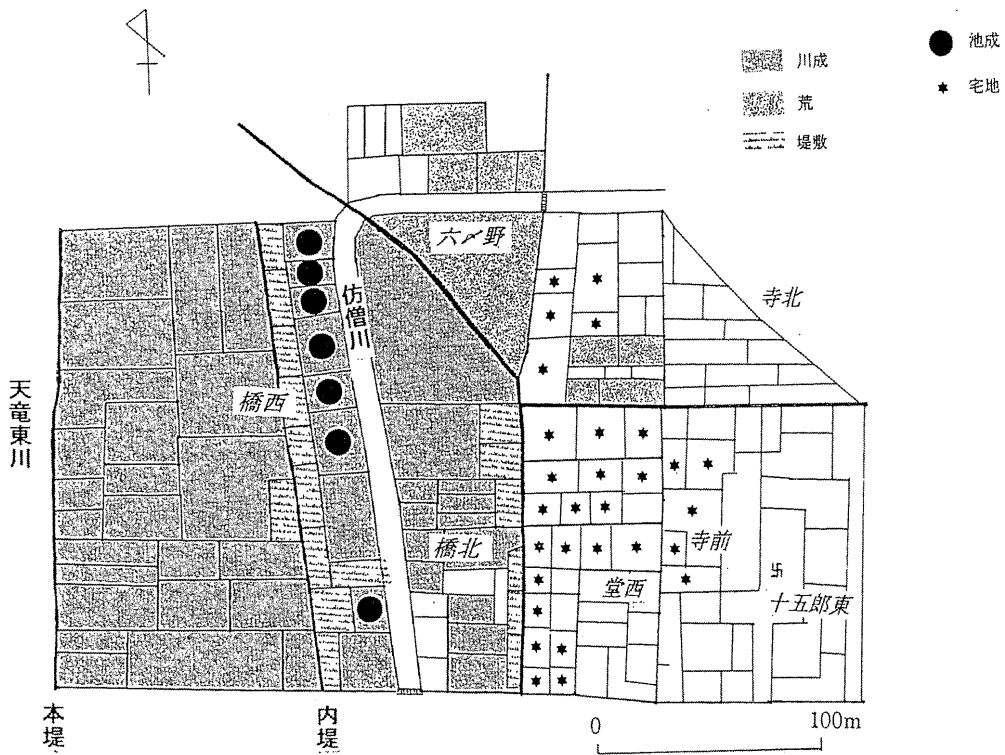 川成
荒
堤敷
池成
宅地
六〆野
寺北
仿僧川
橋西
天竜東川
橋北
寺前
堂西
卍
十五郎東
本堤
内堤
0
100m